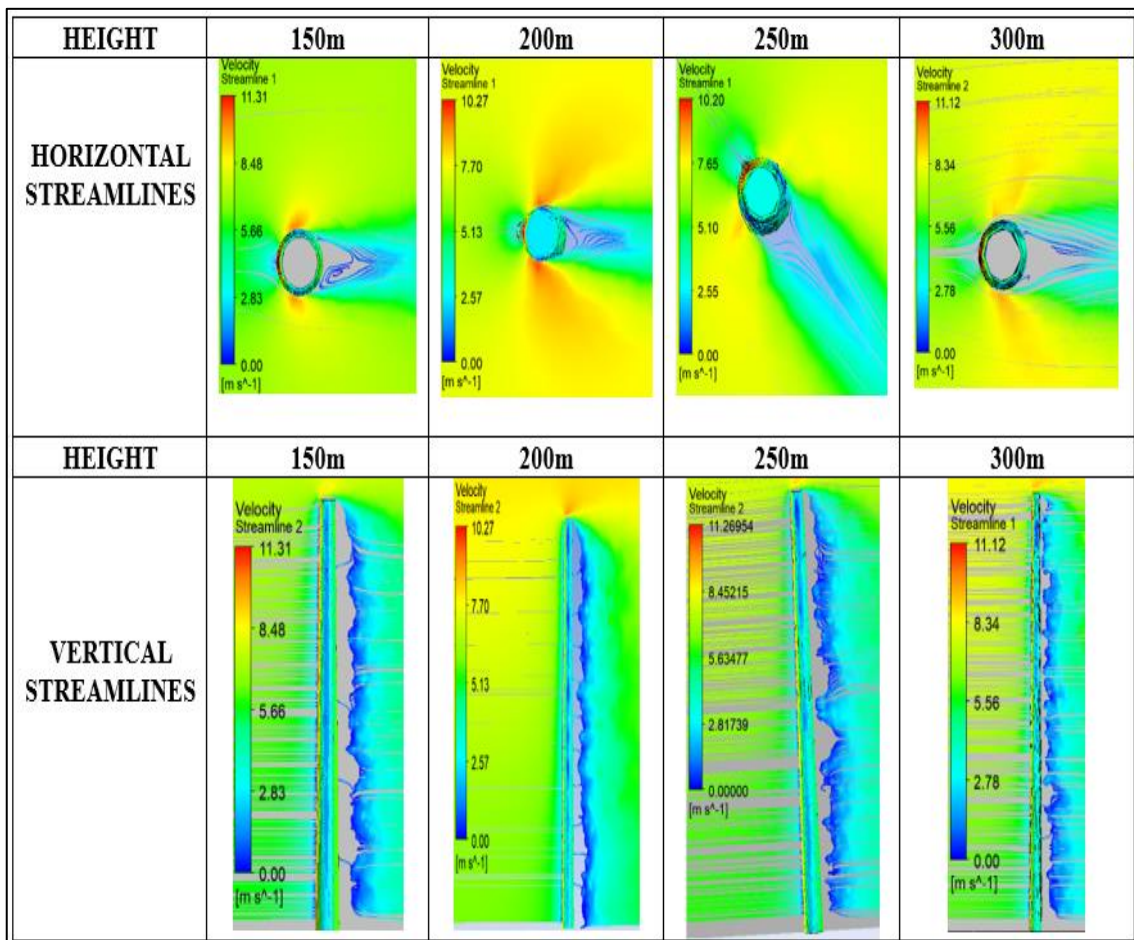 HEIGHT 150m 200m 250m 300m
HORIZONTAL
STREAMLINES
Velocity
Streamline 1
11.31
8.48
5.66
2.83
0.00
[m s^-1]
Velocity
Streamline 1
10.27
7.70
5.13
2.57
0.00
[m s^-1]
Velocity
Streamline 1
10.20
7.65
5.10
2.55
0.00
[m s^-1]
Velocity
Streamline 2
11.12
8.34
5.56
2.78
0.00
[m s^-1]
HEIGHT 150m 200m 250m 300m
VERTICAL
STREAMLINES
Velocity
Streamline 2
11.31
8.48
5.66
2.83
0.00
[m s^-1]
Velocity
Streamline 2
10.27
7.70
5.13
2.57
0.00
[m s^-1]
Velocity
Streamline 2
11.26954
8.45215
5.63477
2.81739
0.00000
[m s^-1]
Velocity
Streamline 1
11.12
8.34
5.56
2.78
0.00
[m s^-1]